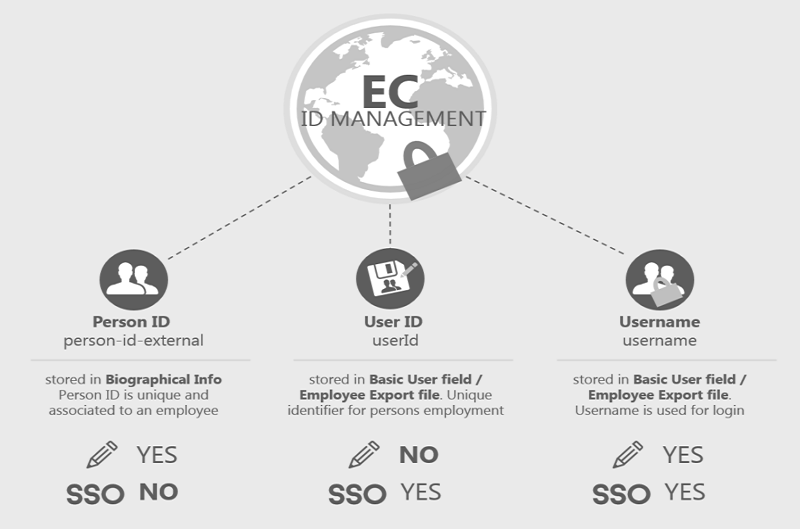 EC
ID MANAGEMENT
Person ID
person-id-external
stored in Biographical Info
Person ID is unique and
associated to an employee
YES
SSO NO
User ID
userId
stored in Basic User field /
Employee Export file. Unique
identifier for persons employment
NO
SSO YES
Username
username
stored in Basic User field /
Employee Export file.
Username is used for login
YES
SSO YES